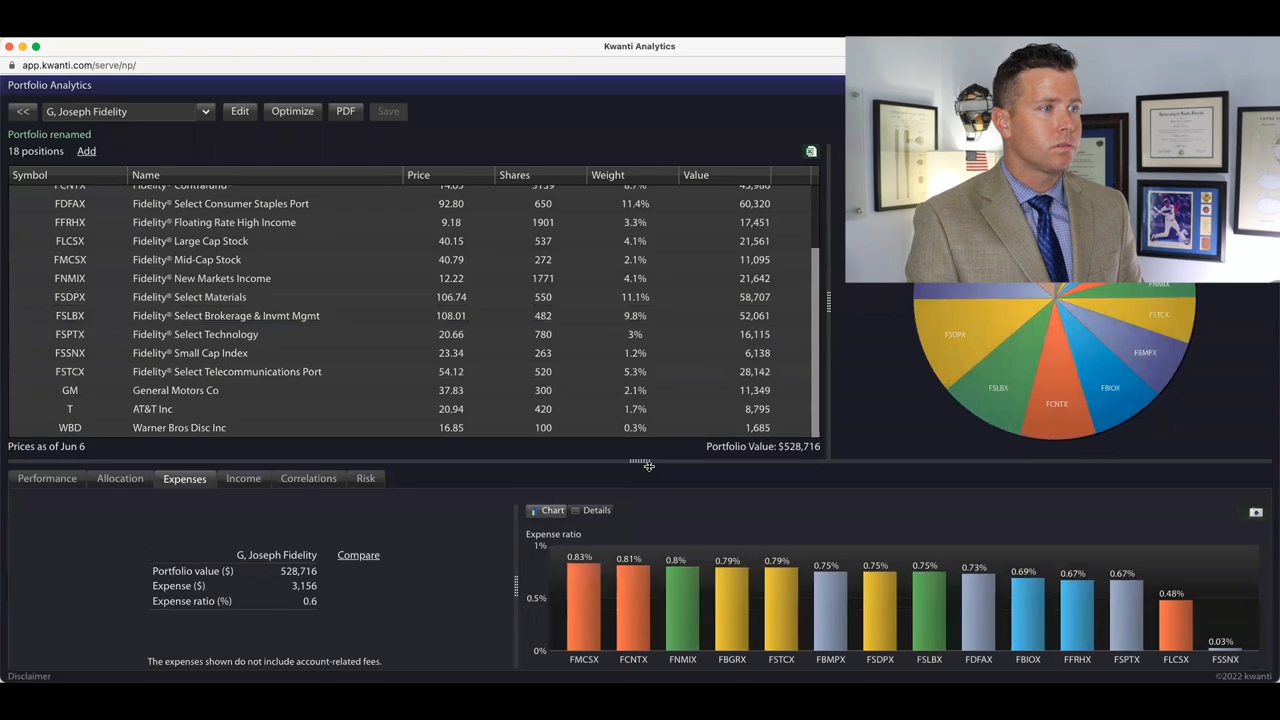 Kwanti Analytics
app.kwanti.com/serve/np/
Portfolio Analytics
<< G, Joseph Fidelity Edit Optimize PDF Save
Portfolio renamed
18 positions Add
Symbol Name Price Shares Weight Value
FCNTX Fidelity® Contrafund® 14.65 3139 8.7% 45,986
FDFAX Fidelity® Select Consumer Staples Port 92.80 650 11.4% 60,320
FFRHX Fidelity® Floating Rate High Income 9.18 1901 3.3% 17,451
FLCSX Fidelity® Large Cap Stock 40.15 537 4.1% 21,561
FMCSX Fidelity® Mid-Cap Stock 40.79 272 2.1% 11,095
FNMIX Fidelity® New Markets Income 12.22 1771 4.1% 21,642
FSDPX Fidelity® Select Materials 106.74 550 11.1% 58,707
FSLBX Fidelity® Select Brokerage & Invmt Mgmt 108.01 482 9.8% 52,061
FSPTX Fidelity® Select Technology 20.66 780 3% 16,115
FSSNX Fidelity® Small Cap Index 23.34 263 1.2% 6,138
FSTCX Fidelity® Select Telecommunications Port 54.12 520 5.3% 28,142
GM General Motors Co 37.83 300 2.1% 11,349
T AT&T Inc 20.94 420 1.7% 8,795
WBD Warner Bros Disc Inc 16.85 100 0.3% 1,685
Prices as of Jun 6 Portfolio Value: $528,716
FNMIX
FSTCX
FSMPX
FBIOX
FCNTX
FSLBX
FSDPX
Performance Allocation Expenses Income Correlations Risk
G, Joseph Fidelity Compare
Portfolio value ($) 528,716
Expense ($) 3,156
Expense ratio (%) 0.6
The expenses shown do not include account-related fees.
Chart Details
Expense ratio
1%
0.5%
0%
0.83% 0.81% 0.8% 0.79% 0.79% 0.75% 0.75% 0.75% 0.73% 0.69% 0.67% 0.67% 0.48% 0.03%
FMCSX FCNTX FNMIX FBGRX FSTCX FBMPX FSDPX FSLBX FDFAX FBIOX FFRHX FSPTX FLCSX FSSNX
Disclaimer ©2022 kwanti